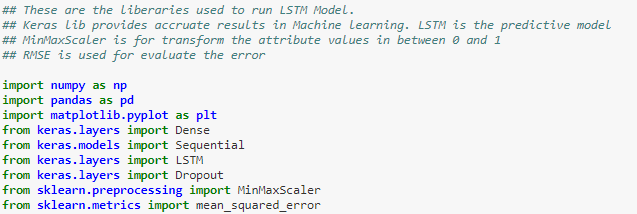 ## These are the liberaries used to run LSTM Model.
## Keras lib provides accruate results in Machine learning. LSTM is the predictive model
## MinMaxScaler is for transform the attribute values in between 0 and 1
## RMSE is used for evaluate the error
import numpy as np
import pandas as pd
import matplotlib.pyplot as plt
from keras.layers import Dense
from keras.models import Sequential
from keras.layers import LSTM
from keras.layers import Dropout
from sklearn.preprocessing import MinMaxScaler
from sklearn.metrics import mean_squared_error